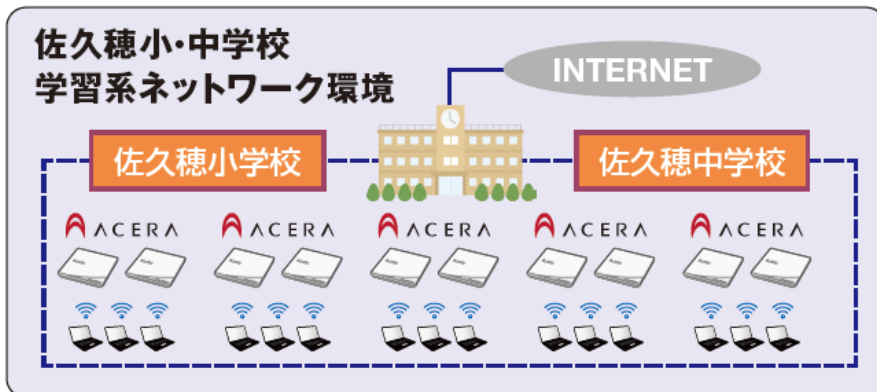 佐久穂小・中学校
学習系ネットワーク環境
INTERNET
佐久穂小学校
佐久穂中学校
ACERA
ACERA
ACERA
ACERA
ACERA